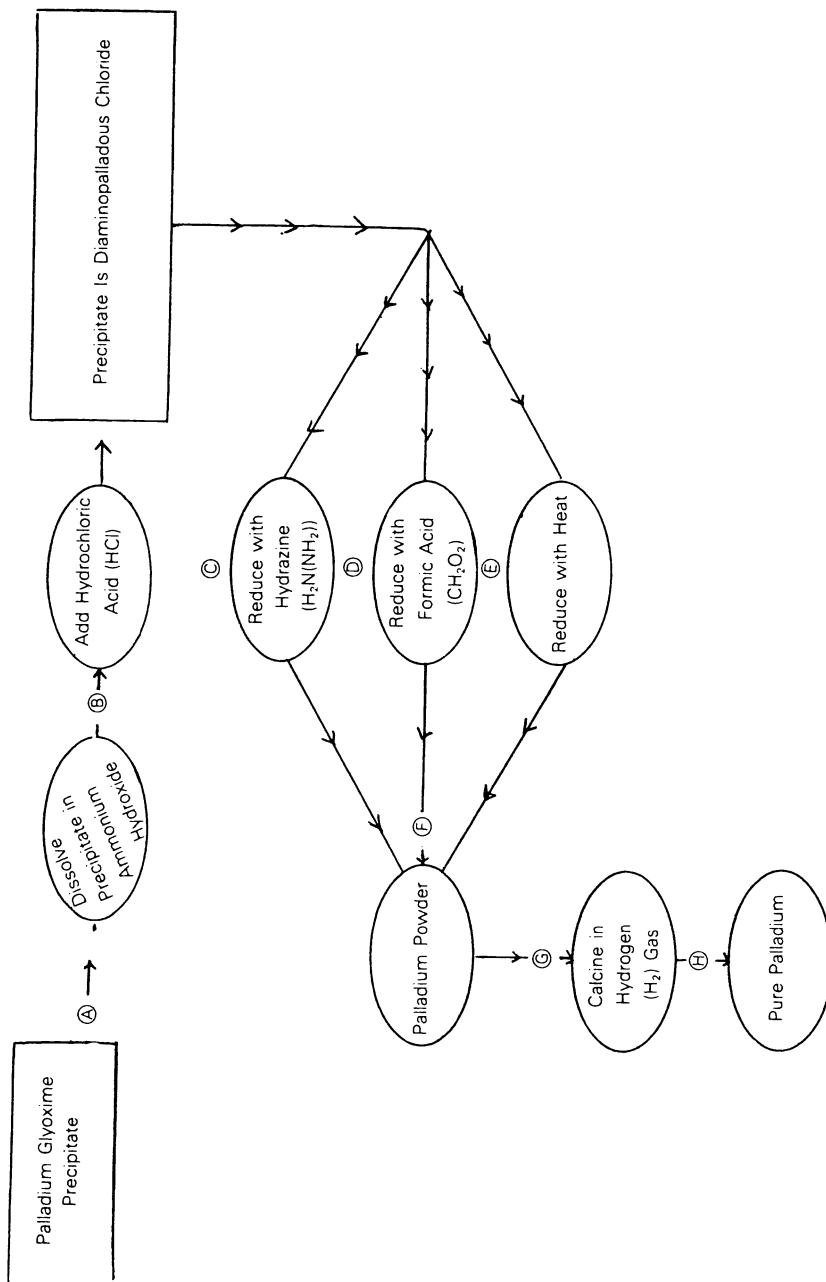 Palladium Glyoxime
Precipitate
Ⓐ
Dissolve
Precipitate in
Ammonium
Hydroxide
Ⓑ
Add Hydrochloric
Acid (HCl)
Precipitate Is Diaminopalladous Chloride
Ⓒ
Reduce with
Hydrazine
(H₂N(NH₂))
Ⓓ
Reduce with
Formic Acid
(CH₂O₂)
Ⓔ
Reduce with Heat
Ⓕ
Palladium Powder
Ⓖ
Calcine in
Hydrogen
(H₂) Gas
Ⓗ
Pure Palladium